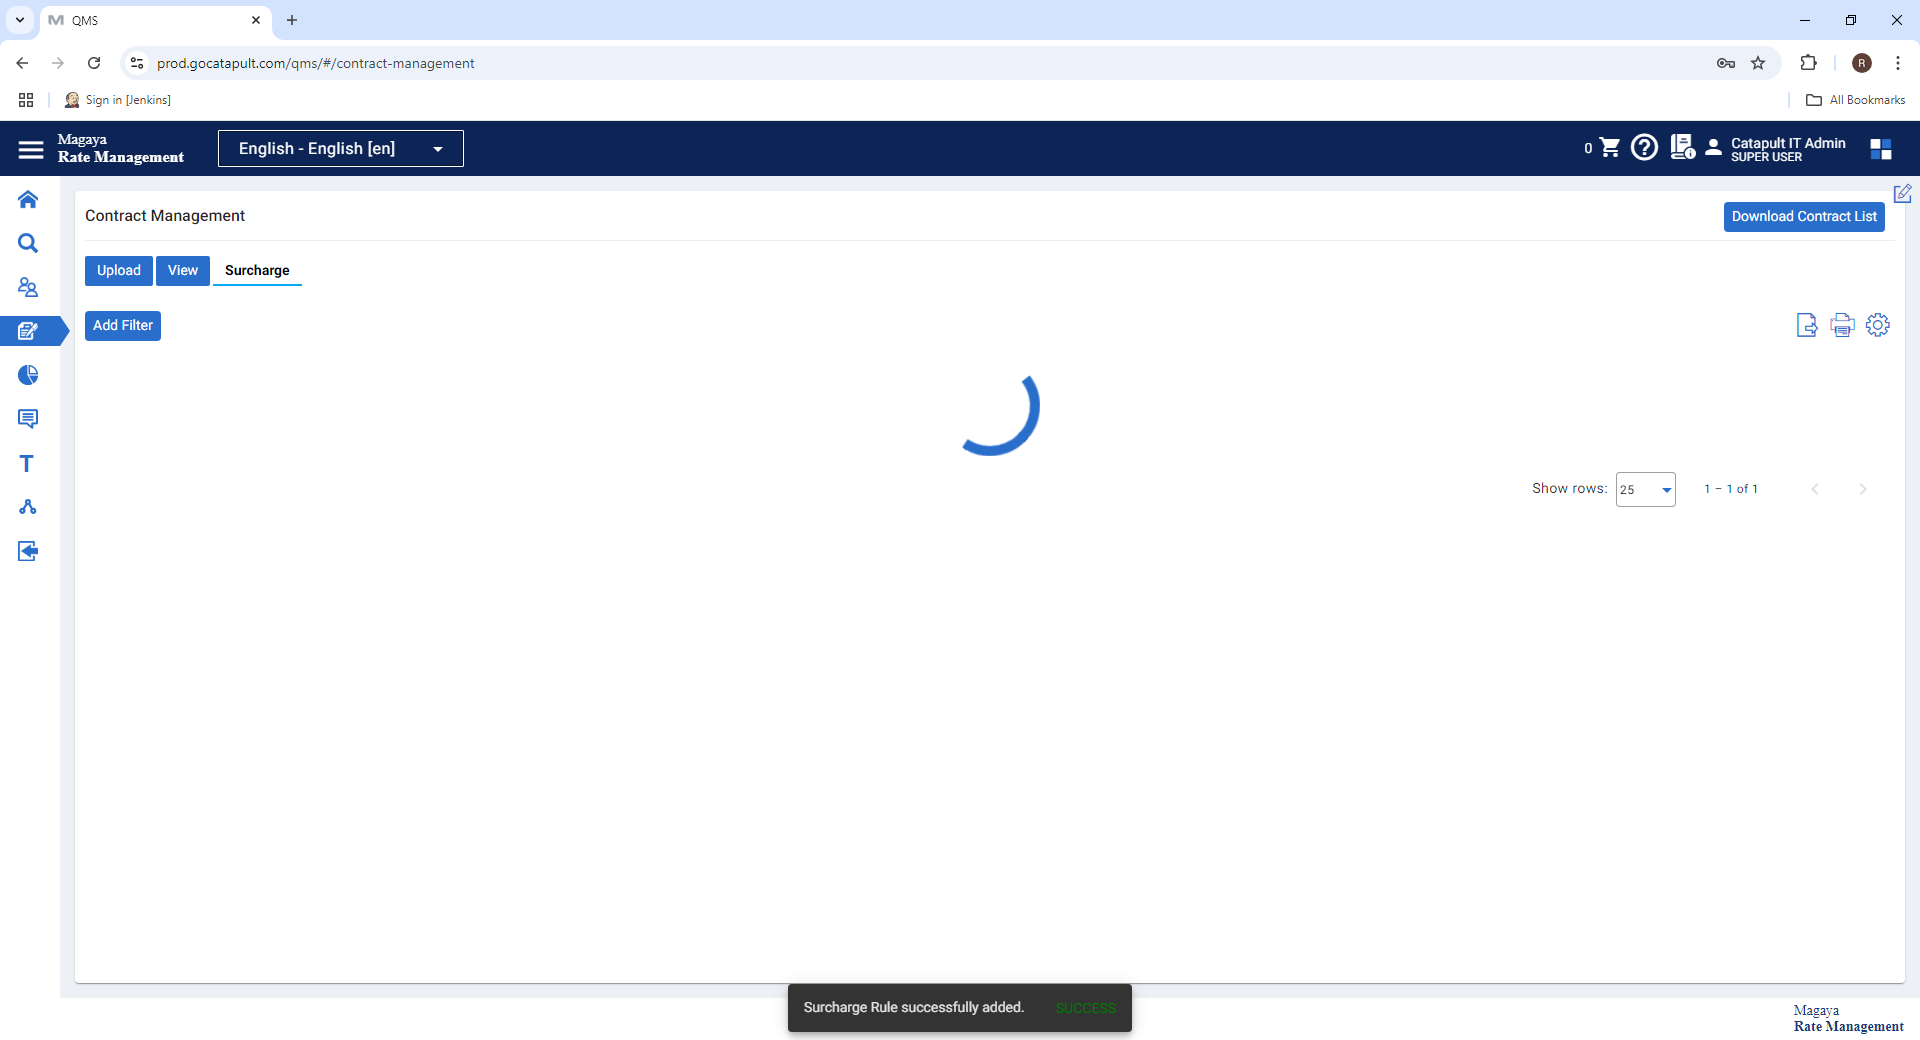 QMS
prod.gocatapult.com/qms/#/contract-management
R
Sign in [Jenkins]
All Bookmarks
Magaya
Rate Management
English - English [en]
0
Catapult IT Admin
SUPER USER
Contract Management
Download Contract List
Upload
View
Surcharge
Add Filter
Show rows:
25
1 – 1 of 1
Surcharge Rule successfully added.
SUCCESS
Magaya
Rate Management